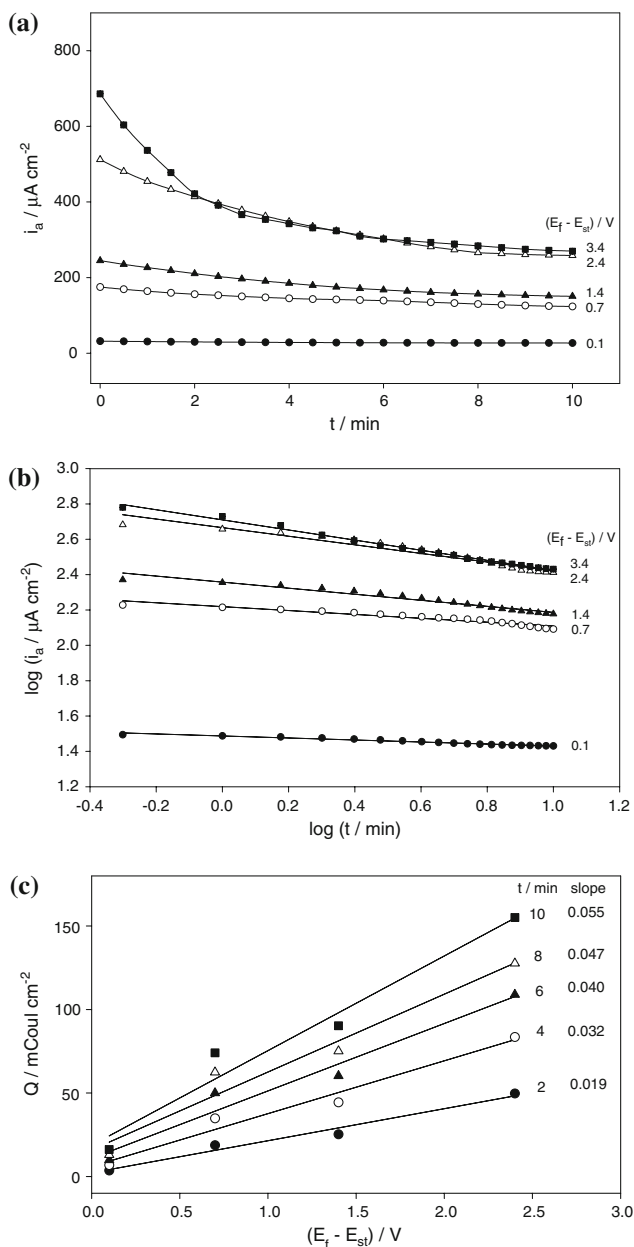 (a)
800
600
400
200
0
i_a / μA cm⁻²
(E_f - E_st) / V
3.4
2.4
1.4
0.7
0.1
0 2 4 6 8 10
t / min
(b)
3.0
2.8
2.6
2.4
2.2
2.0
1.8
1.6
1.4
1.2
log (i_a / μA cm⁻²)
(E_f - E_st) / V
3.4
2.4
1.4
0.7
0.1
-0.4 -0.2 0.0 0.2 0.4 0.6 0.8 1.0 1.2
log (t / min)
(c)
150
100
50
0
Q / mCoul cm⁻²
t / min slope
10 0.055
8 0.047
6 0.040
4 0.032
2 0.019
0.0 0.5 1.0 1.5 2.0 2.5 3.0
(E_f - E_st) / V